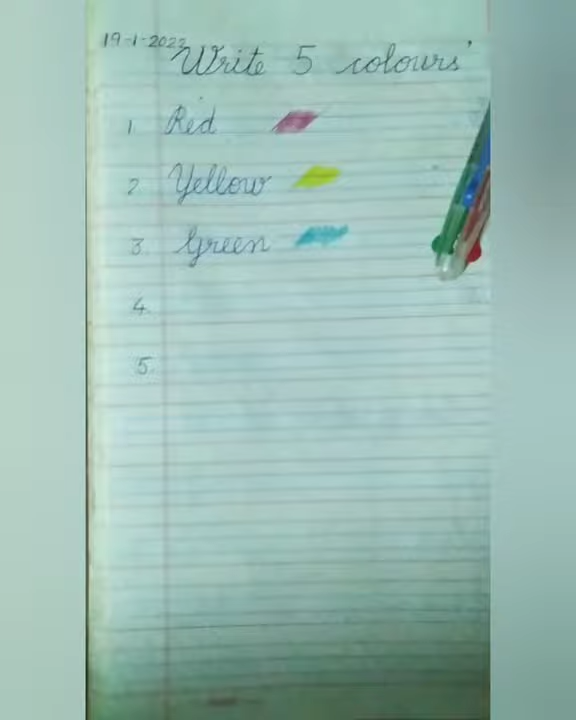 19-1-2022
Write 5 colours'
1 Red
2 Yellow
3. Green
4.
5.